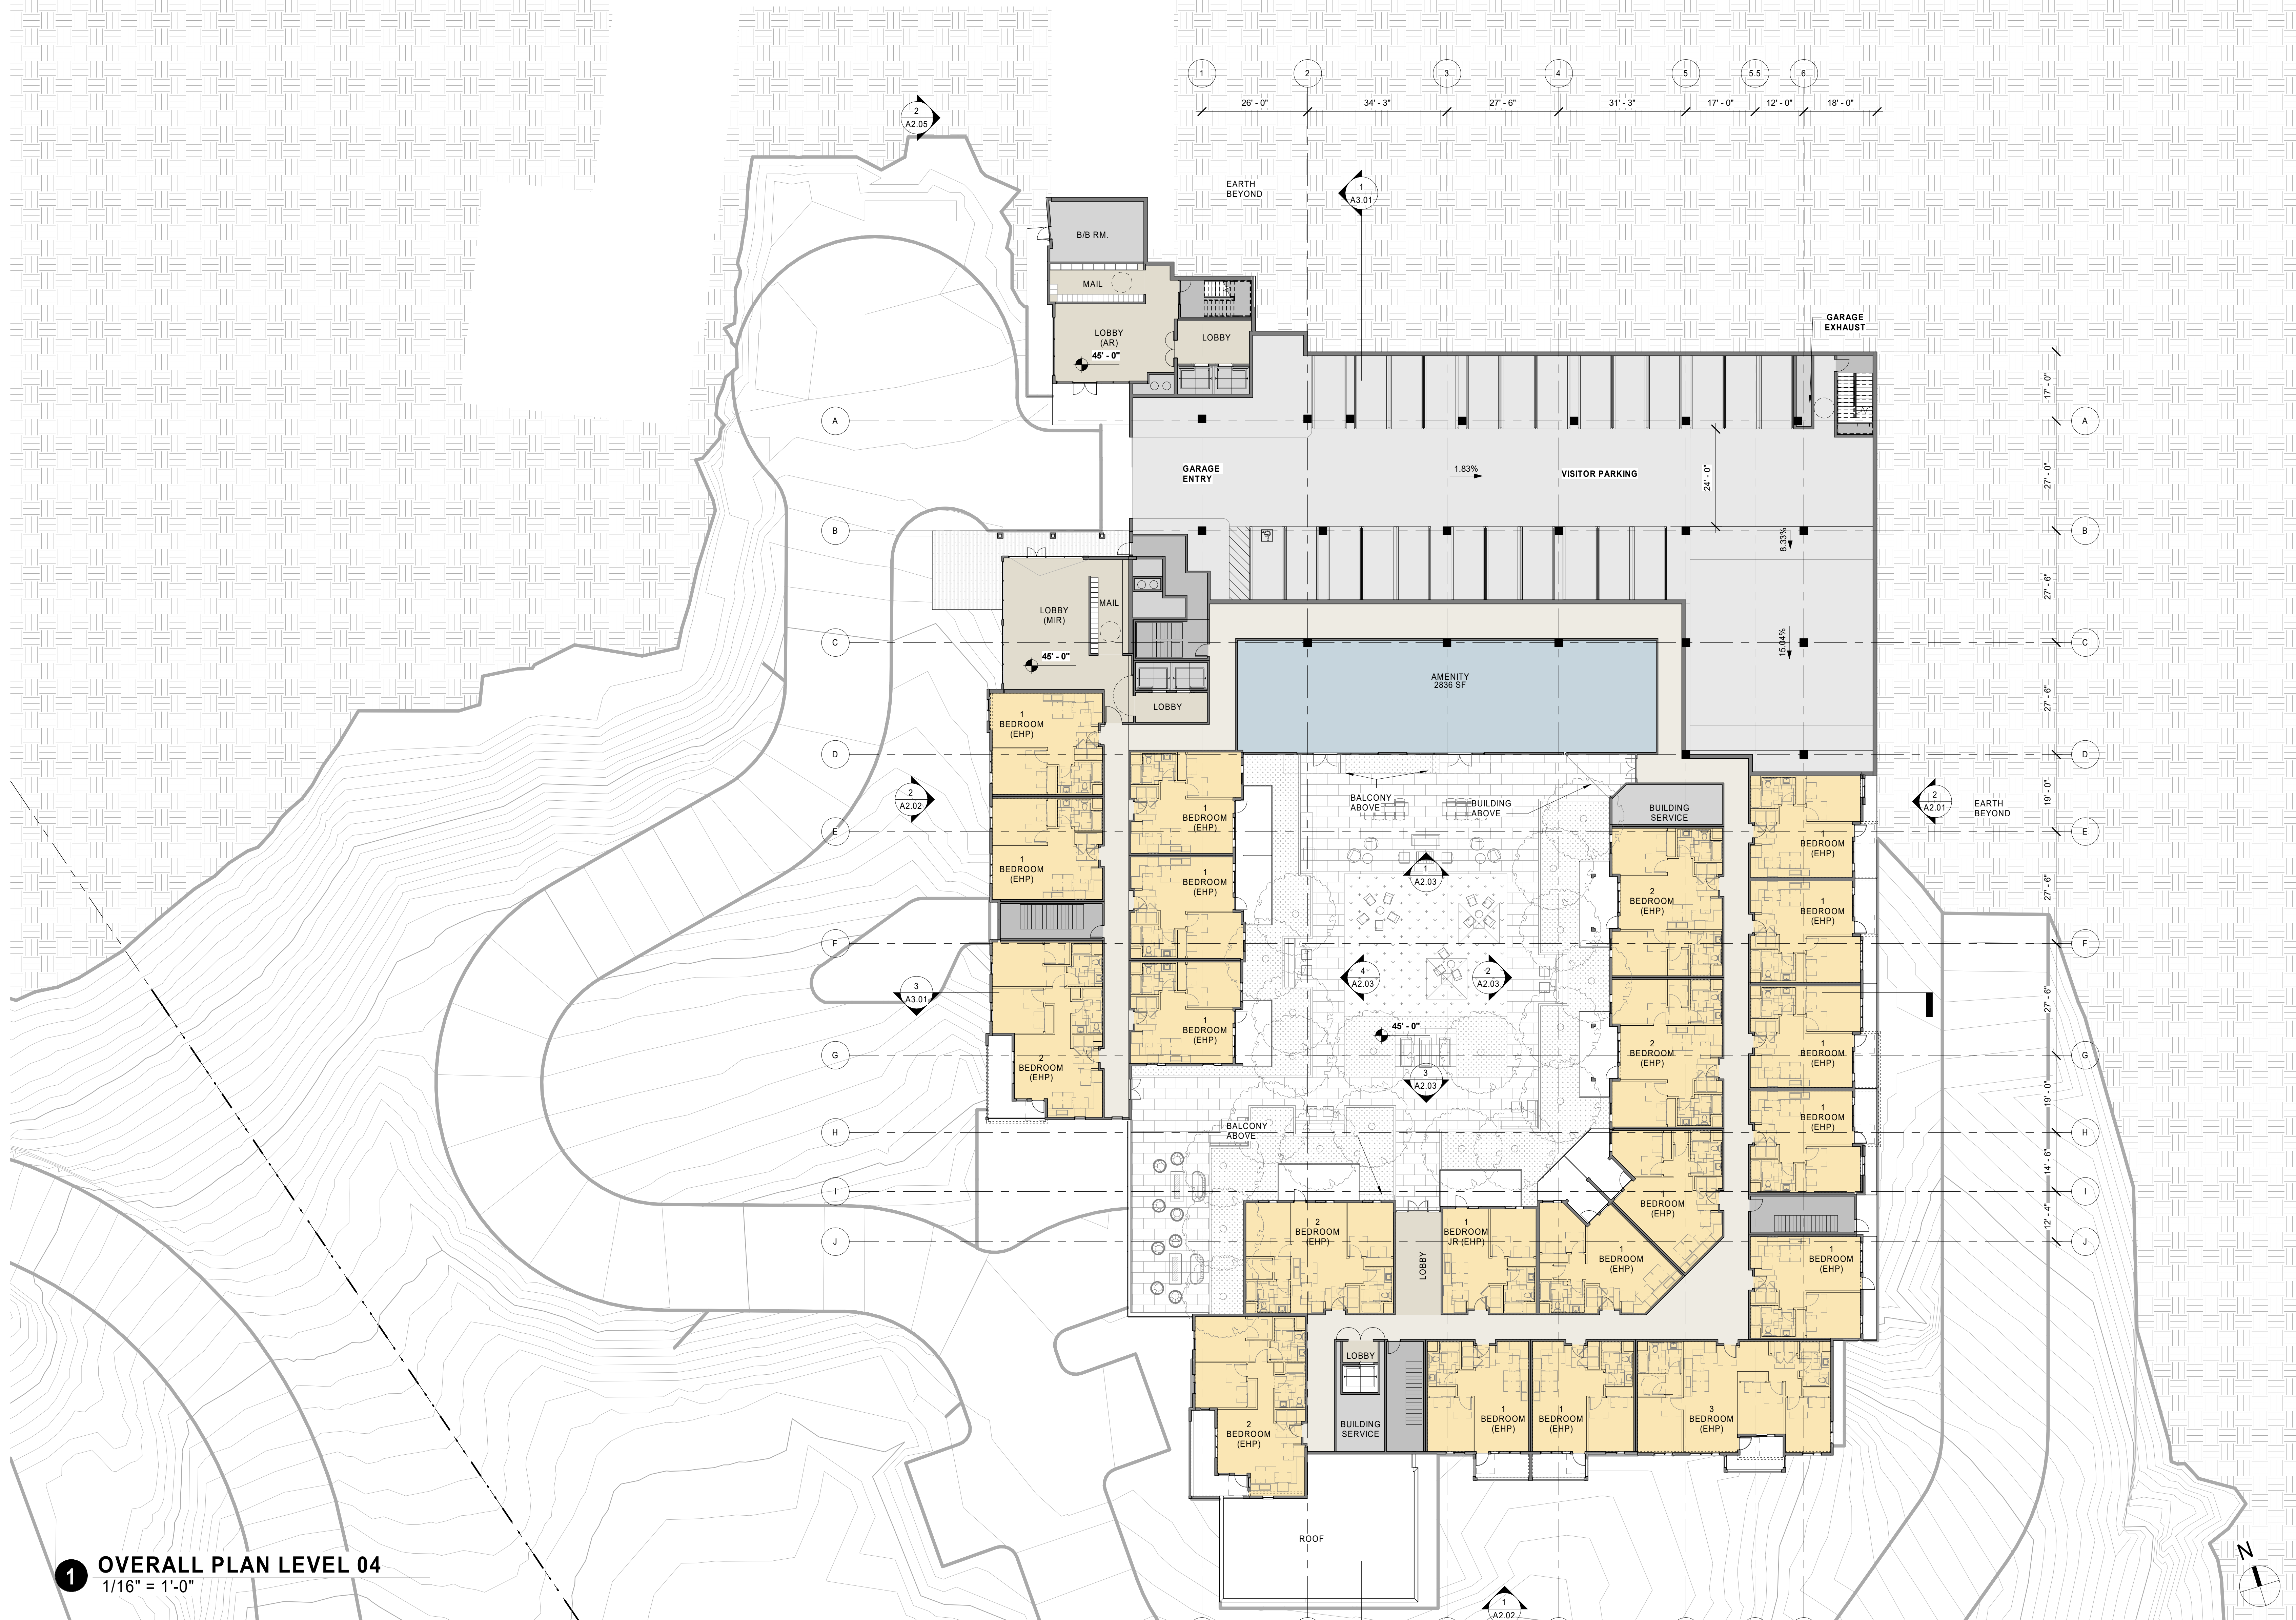 1 2 3 4 5 5.5 6
26' - 0" 34' - 3" 27' - 6" 31' - 3" 17' - 0" 12' - 0" 18' - 0"
2
A2.05
EARTH
BEYOND
1
A3.01
B/B RM.
MAIL
LOBBY
(AR)
45' - 0"
LOBBY
GARAGE
EXHAUST
17' - 0"
A
A
GARAGE
ENTRY
1.83%
VISITOR PARKING
24' - 0"
27' - 0"
B
B
8.33%
27' - 6"
LOBBY
(MIR)
MAIL
45' - 0"
C
C
15.04%
AMENITY
2836 SF
LOBBY
27' - 6"
1
BEDROOM
(EHP)
D
D
2
A2.02
BALCONY
ABOVE
BUILDING
ABOVE
BUILDING
SERVICE
19' - 0"
2
A2.01
EARTH
BEYOND
1
BEDROOM
(EHP)
E
E
1
BEDROOM
(EHP)
1
BEDROOM
(EHP)
1
BEDROOM
(EHP)
1
A2.03
2
BEDROOM
(EHP)
1
BEDROOM
(EHP)
27' - 6"
F
F
3
A3.01
4
A2.03
2
A2.03
27' - 6"
1
BEDROOM
(EHP)
45' - 0"
2
BEDROOM
(EHP)
1
BEDROOM
(EHP)
G
G
2
BEDROOM
(EHP)
3
A2.03
19' - 0"
1
BEDROOM
(EHP)
H
H
BALCONY
ABOVE
14' - 6"
I
I
1
BEDROOM
(EHP)
12' - 4"
J
J
2
BEDROOM
(EHP)
LOBBY
1
BEDROOM
JR (EHP)
1
BEDROOM
(EHP)
1
BEDROOM
(EHP)
LOBBY
2
BEDROOM
(EHP)
BUILDING
SERVICE
1
BEDROOM
(EHP)
1
BEDROOM
(EHP)
3
BEDROOM
(EHP)
ROOF
1
A2.02
N
1 OVERALL PLAN LEVEL 04
1/16" = 1'-0"